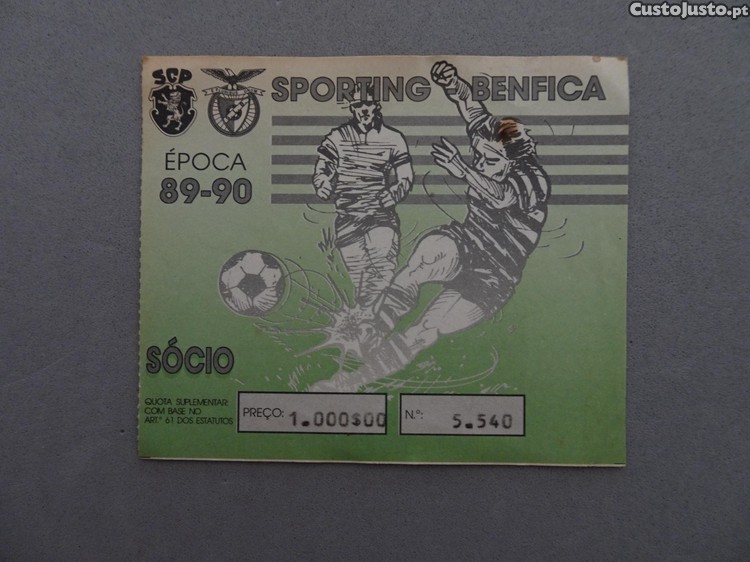 CustoJusto.pt
SCP
SPORTING BENFICA
ÉPOCA
89-90
SÓCIO
QUOTA SUPLEMENTAR
COM BASE NO
ART.º 61 DOS ESTATUTOS
PREÇO: 1.000$00
N.º: 5.540